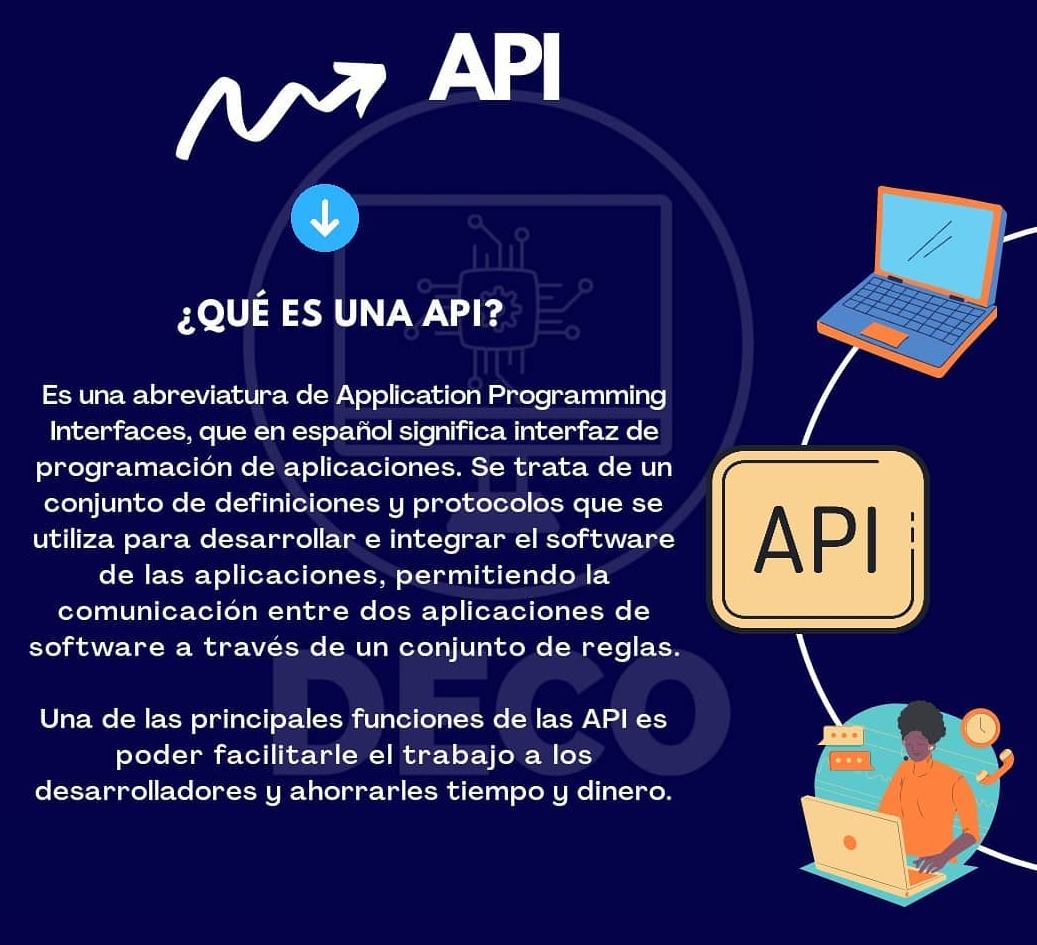 API
¿QUÉ ES UNA API?
Es una abreviatura de Application Programming
Interfaces, que en español significa interfaz de
programación de aplicaciones. Se trata de un
conjunto de definiciones y protocolos que se
utiliza para desarrollar e integrar el software
de las aplicaciones, permitiendo la
comunicación entre dos aplicaciones de
software a través de un conjunto de reglas.
Una de las principales funciones de las API es
poder facilitarle el trabajo a los
desarrolladores y ahorrarles tiempo y dinero.
API
DECO